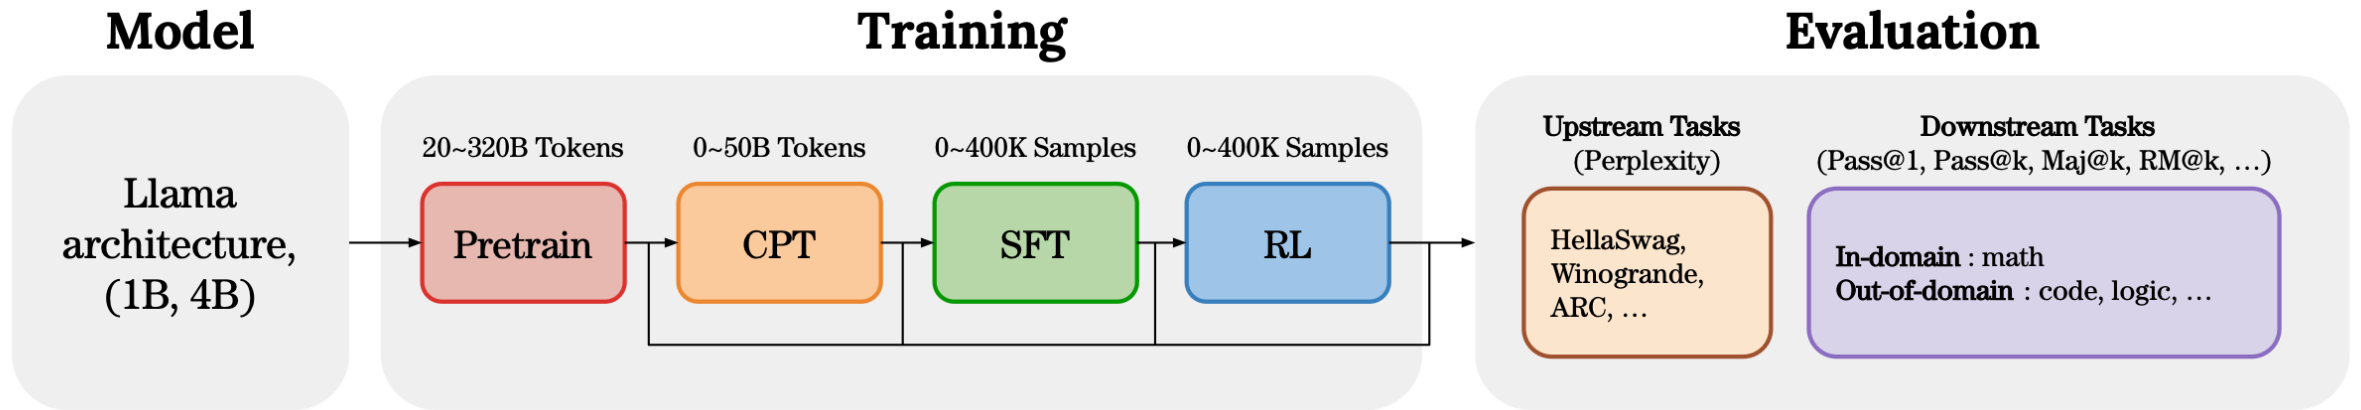 Model
Training
Evaluation
Llama
architecture,
(1B, 4B)
20~320B Tokens
Pretrain
0~50B Tokens
CPT
0~400K Samples
SFT
0~400K Samples
RL
Upstream Tasks
(Perplexity)
HellaSwag,
Winogrande,
ARC, …
Downstream Tasks
(Pass@1, Pass@k, Maj@k, RM@k, …)
In-domain : math
Out-of-domain : code, logic, …